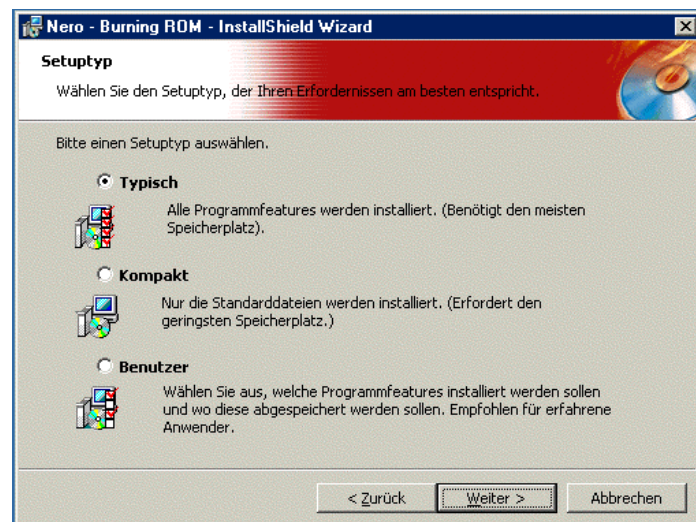 Nero - Burning ROM - InstallShield Wizard
Setuptyp
Wählen Sie den Setuptyp, der Ihren Erfordernissen am besten entspricht.
Bitte einen Setuptyp auswählen.
Typisch
Alle Programmfeatures werden installiert. (Benötigt den meisten
Speicherplatz).
Kompakt
Nur die Standarddateien werden installiert. (Erfordert den
geringsten Speicherplatz.)
Benutzer
Wählen Sie aus, welche Programmfeatures installiert werden sollen
und wo diese abgespeichert werden sollen. Empfohlen für erfahrene
Anwender.
< Zurück Weiter > Abbrechen